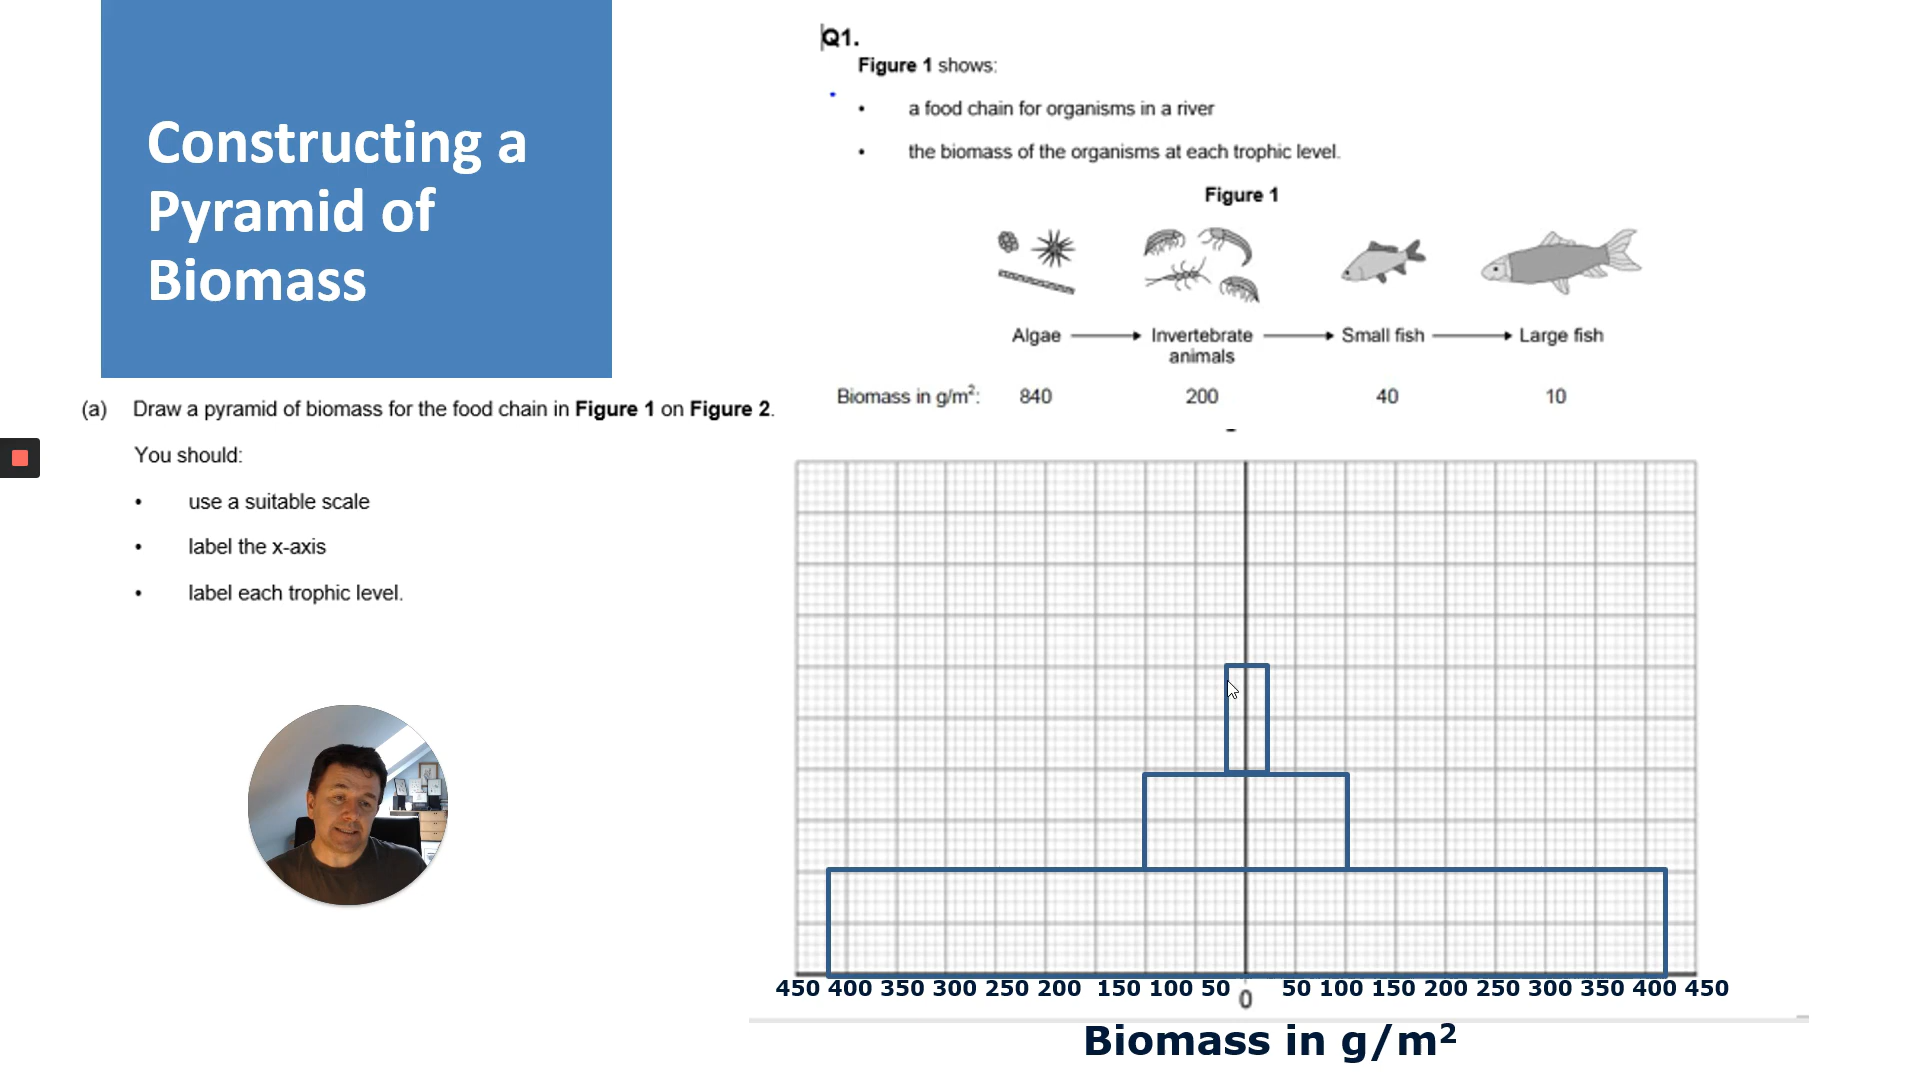 Constructing a
Pyramid of
Biomass
Q1.
Figure 1 shows:
• a food chain for organisms in a river
• the biomass of the organisms at each trophic level.
Figure 1
Algae Invertebrate animals Small fish Large fish
Biomass in g/m²: 840 200 40 10
(a) Draw a pyramid of biomass for the food chain in Figure 1 on Figure 2.
You should:
• use a suitable scale
• label the x-axis
• label each trophic level.
450 400 350 300 250 200 150 100 50 0 50 100 150 200 250 300 350 400 450
Biomass in g/m²